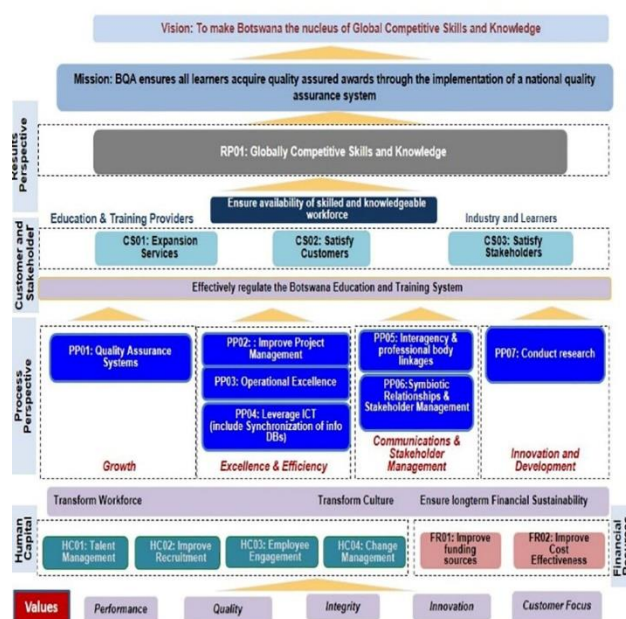 Vision: To make Botswana the nucleus of Global Competitive Skills and Knowledge
Mission: BQA ensures all learners acquire quality assured awards through the implementation of a national quality
assurance system
Results
Perspective
RP01: Globally Competitive Skills and Knowledge
Education & Training Providers
Ensure availability of skilled and knowledgeable
workforce
Industry and Learners
Customer and
Stakeholder
CS01: Expansion
Services
CS02: Satisfy
Customers
CS03: Satisfy
Stakeholders
Effectively regulate the Botswana Education and Training System
Process
Perspective
PP01: Quality Assurance
Systems
Growth
PP02: : Improve Project
Management
PP03: Operational Excellence
PP04: Leverage ICT
(include Synchronization of info
DBs)
Excellence & Efficiency
PP05: Interagency &
professional body
linkages
PP06:Symbiotic
Relationships &
Stakeholder Management
Communications &
Stakeholder
Management
PP07: Conduct research
Innovation and
Development
Transform Workforce
Transform Culture
Ensure longterm Financial Sustainability
Human
Capital
HC01: Talent
Management
HC02: Improve
Recruitment
HC03: Employee
Engagement
HC04: Change
Management
FR01: Improve
funding
sources
FR02: Improve
Cost
Effectiveness
Financial
Values
Performance
Quality
Integrity
Innovation
Customer Focus